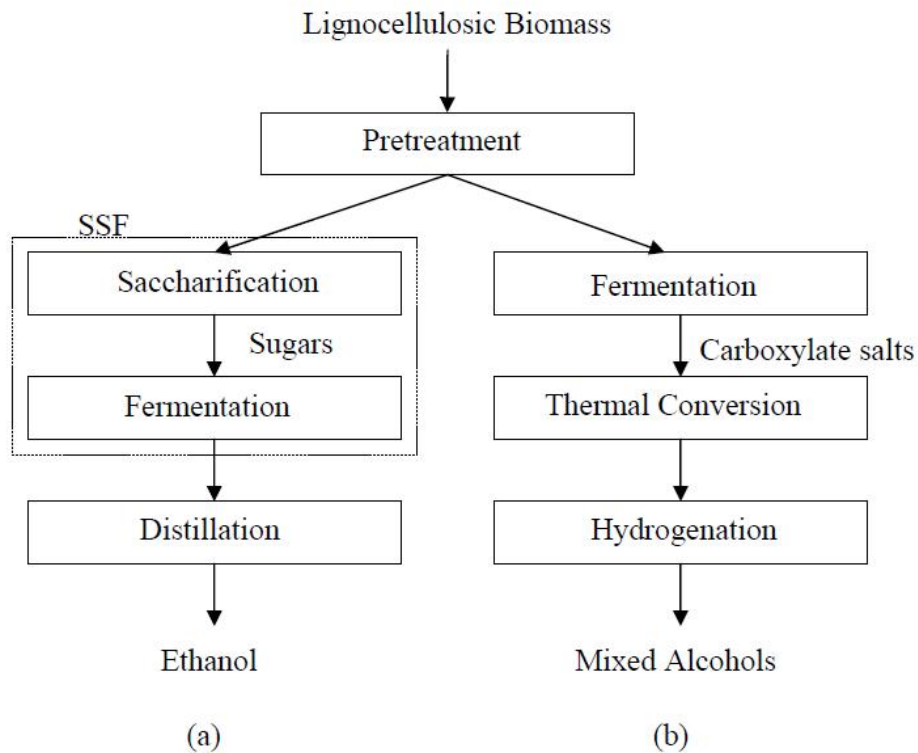 Lignocellulosic Biomass
Pretreatment
SSF
Saccharification
Sugars
Fermentation
Distillation
Ethanol
(a)
Fermentation
Carboxylate salts
Thermal Conversion
Hydrogenation
Mixed Alcohols
(b)